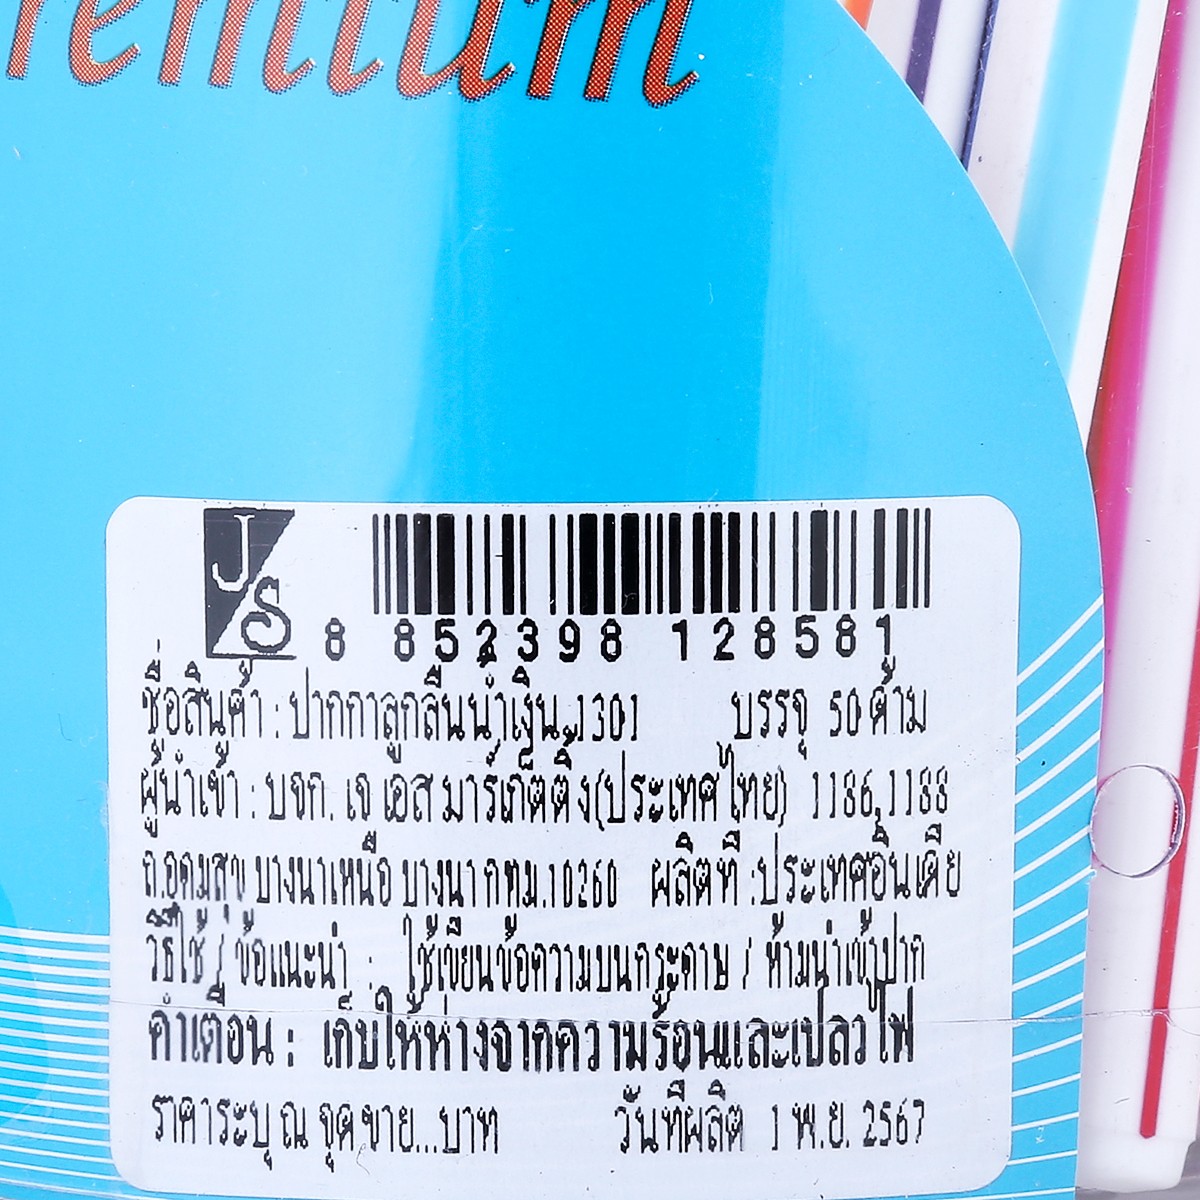 remium
JS
8 852398 128581
ชื่อสินค้า : ปากกาลูกลื่นน้ำเงิน 1301 บรรจุ 50 ด้าม
ผู้นำเข้า : บจก. เจ เอส มาร์เก็ตติ้ง(ประเทศไทย) 1186,1188
ถ.อุดมสุข บางนาเหนือ บางนา กทม.10260 ผลิตที่ :ประเทศอินเดีย
วิธีใช้ / ข้อแนะนำ : ใช้เขียนข้อความบนกระดาษ / ห้ามนำเข้าปาก
คำเตือน : เก็บให้ห่างจากความร้อนและเปลวไฟ
ราคาระบุ ณ จุดขาย...บาท วันที่ผลิต 1 พ.ย. 2567